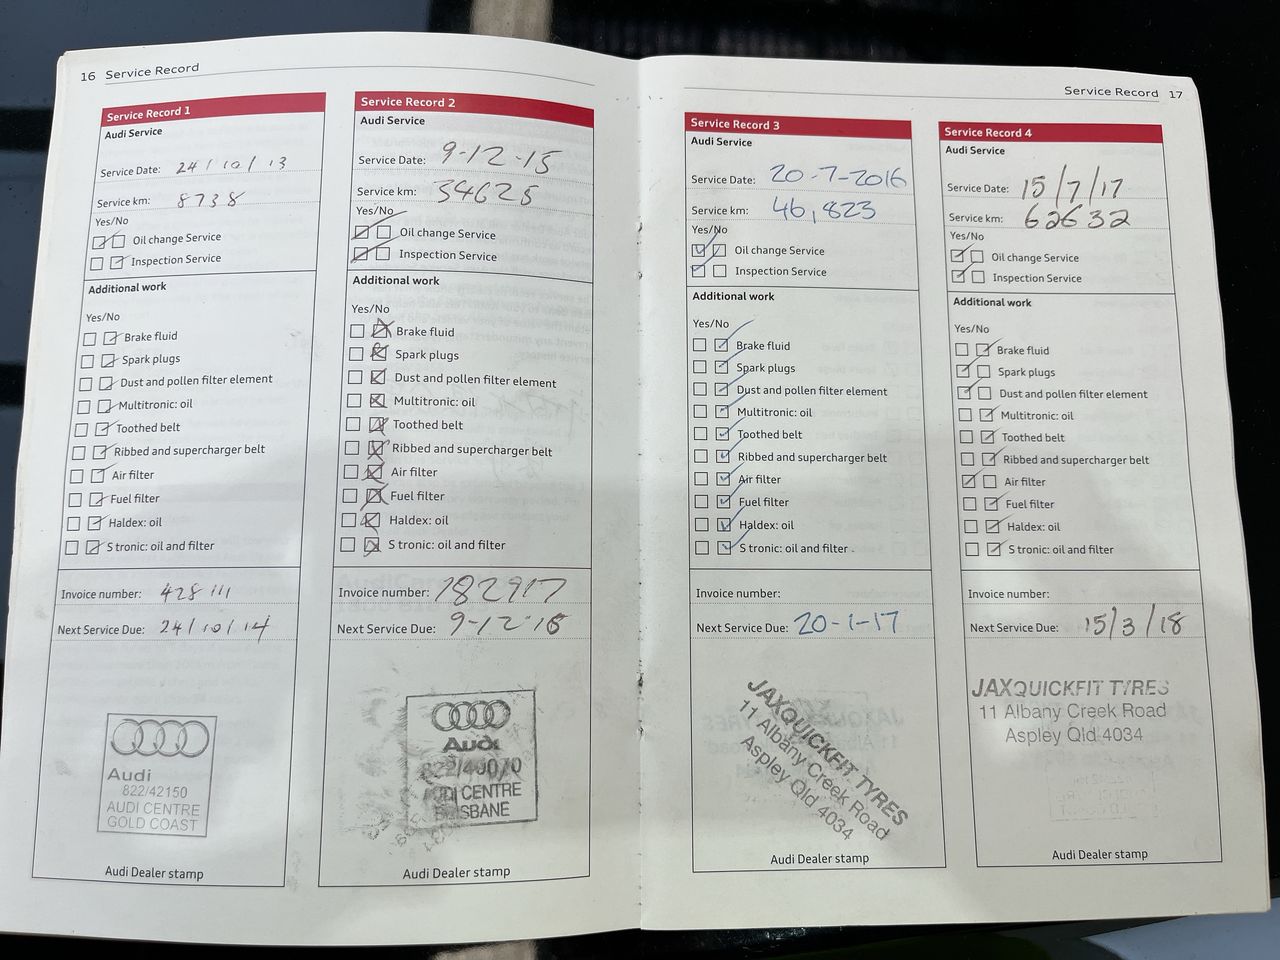 16 Service Record
Service Record 1
Audi Service
Service Date: 24/10/13
Service km: 8738
Yes/No
Oil change Service
Inspection Service
Additional work
Yes/No
Brake fluid
Spark plugs
Dust and pollen filter element
Multitronic: oil
Toothed belt
Ribbed and supercharger belt
Air filter
Fuel filter
Haldex: oil
S tronic: oil and filter
Invoice number: 428111
Next Service Due: 24/10/14
Audi
822/42150
AUDI CENTRE
GOLD COAST
Audi Dealer stamp
Service Record 2
Audi Service
Service Date: 9-12-15
Service km: 34625
Yes/No
Oil change Service
Inspection Service
Additional work
Yes/No
Brake fluid
Spark plugs
Dust and pollen filter element
Multitronic: oil
Toothed belt
Ribbed and supercharger belt
Air filter
Fuel filter
Haldex: oil
S tronic: oil and filter
Invoice number: 182917
Next Service Due: 9-12-16
Audi
AUDI CENTRE
BRISBANE
Audi Dealer stamp
Service Record 17
Service Record 3
Audi Service
Service Date: 20-7-2016
Service km: 46,823
Yes/No
Oil change Service
Inspection Service
Additional work
Yes/No
Brake fluid
Spark plugs
Dust and pollen filter element
Multitronic: oil
Toothed belt
Ribbed and supercharger belt
Air filter
Fuel filter
Haldex: oil
S tronic: oil and filter
Invoice number:
Next Service Due: 20-1-17
JAXQUICKFIT TYRES
11 Albany Creek Road
Aspley Qld 4034
Audi Dealer stamp
Service Record 4
Audi Service
Service Date: 15/7/17
Service km: 62632
Yes/No
Oil change Service
Inspection Service
Additional work
Yes/No
Brake fluid
Spark plugs
Dust and pollen filter element
Multitronic: oil
Toothed belt
Ribbed and supercharger belt
Air filter
Fuel filter
Haldex: oil
S tronic: oil and filter
Invoice number:
Next Service Due: 15/3/18
JAXQUICKFIT TYRES
11 Albany Creek Road
Aspley Qld 4034
Audi Dealer stamp